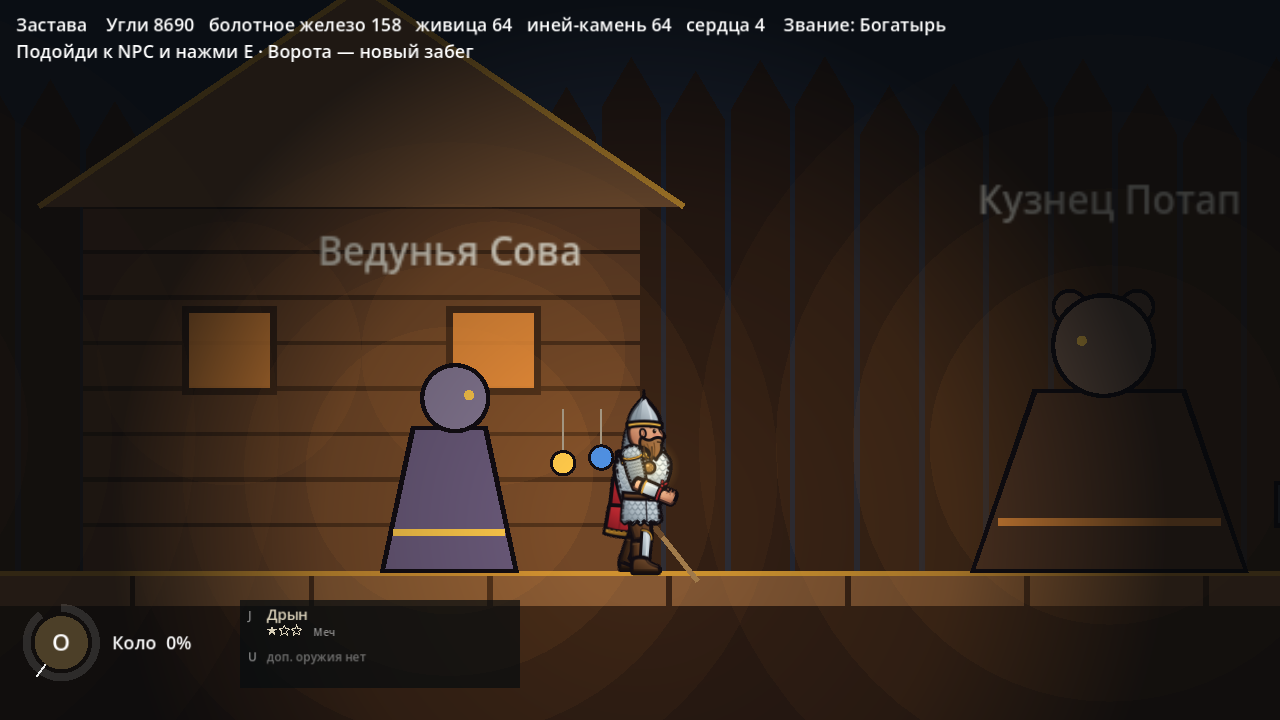 Застава Угли 8690 болотное железо 158 живица 64 иней-камень 64 сердца 4 Звание: Богатырь
Подойди к NPC и нажми E · Ворота — новый забег
Кузнец Потап
Ведунья Сова
J Дрын
★☆☆ Меч
U доп. оружия нет
O Коло 0%